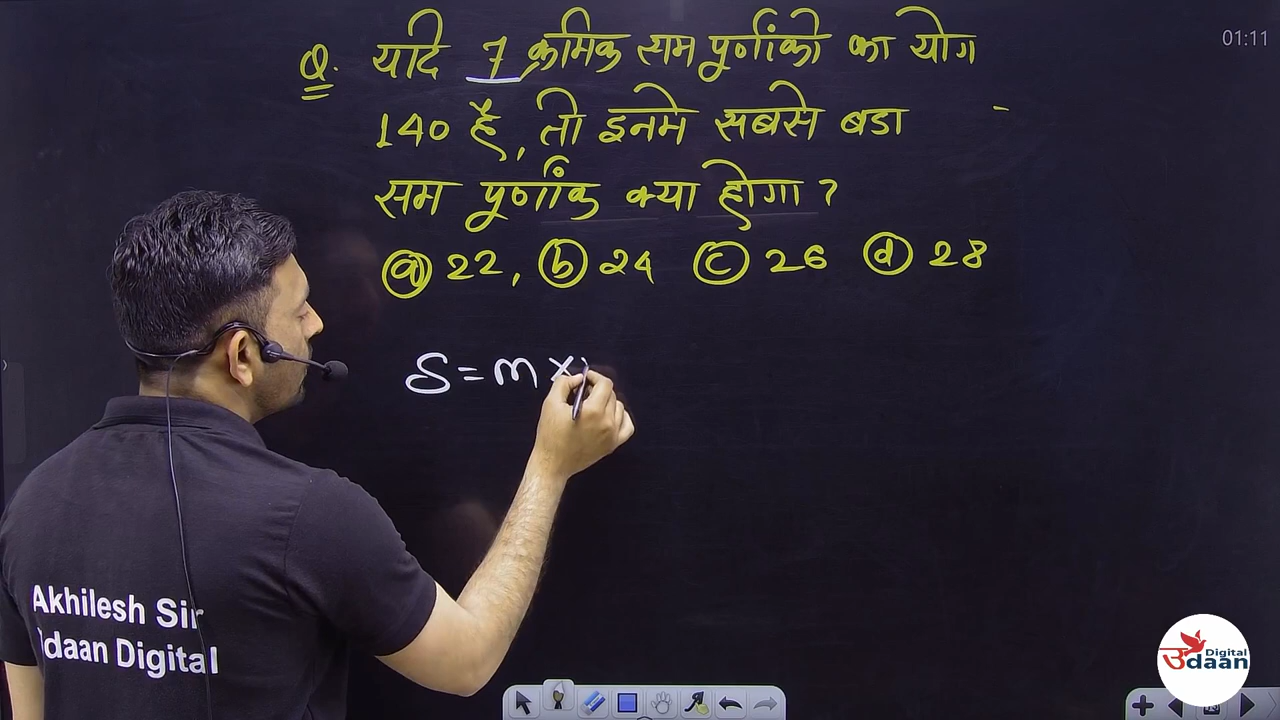 01:11
Q. यदि 7 क्रमिक सम पूर्णांको का योग
140 है, तो इनमे सबसे बडा
सम पूर्णांक क्या होगा ?
(a) 22, (b) 24 (c) 26 (d) 28
S = m ×
Akhilesh Sir
Udaan Digital
Digital
उdaan